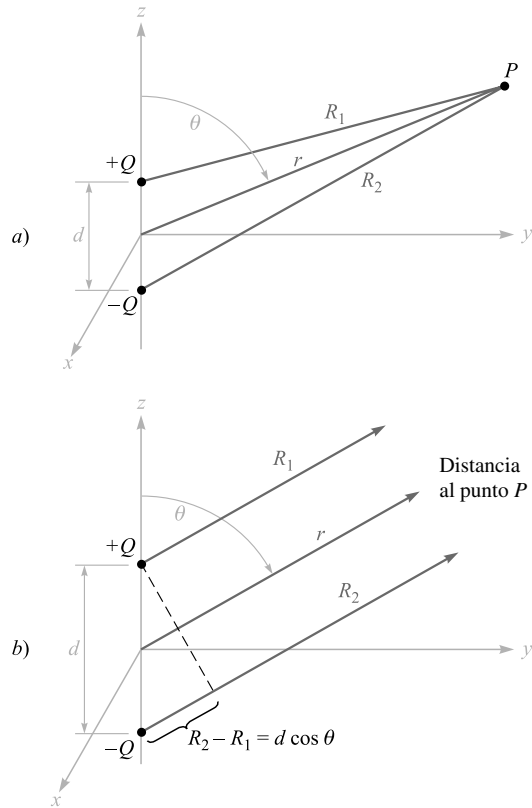 z
P
θ
R₁
+Q
r
R₂
d
a)
y
−Q
x
z
R₁
Distancia
al punto P
θ
+Q
r
R₂
d
b)
y
−Q
R₂ – R₁ = d cos θ
x